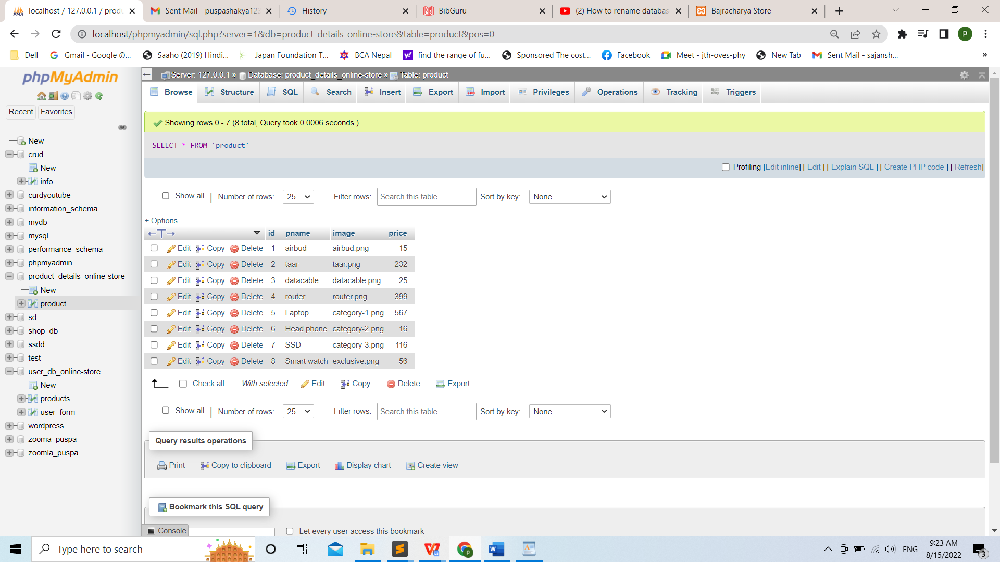 localhost / 127.0.0.1 / produ
Sent Mail - puspashakya123
History
BibGuru
(2) How to rename databas
Bajracharya Store
localhost/phpmyadmin/sql.php?server=1&db=product_details_online-store&table=product&pos=0
p
Dell
Gmail - Google の...
Saaho (2019) Hindi...
Japan Foundation T...
BCA Nepal
find the range of fu...
Sponsored The cost...
Facebook
Meet - jth-oves-phy
New Tab
Sent Mail - sajansh...
»
phpMyAdmin
Recent
Favorites
New
crud
New
info
curdyoutube
information_schema
mydb
mysql
performance_schema
phpmyadmin
product_details_online-store
New
product
sd
shop_db
ssdd
test
user_db_online-store
New
products
user_form
wordpress
zooma_puspa
zoomla_puspa
Server: 127.0.0.1 » Database: product_details_online-store » Table: product
Browse Structure SQL Search Insert Export Import Privileges Operations Tracking Triggers
Showing rows 0 - 7 (8 total, Query took 0.0006 seconds.)
SELECT * FROM `product`
Profiling [Edit inline] [ Edit ] [ Explain SQL ] [ Create PHP code ] [ Refresh]
Show all | Number of rows: 25 Filter rows: Search this table Sort by key: None
+ Options
←T→ id pname image price
Edit Copy Delete 1 airbud airbud.png 15
Edit Copy Delete 2 taar taar.png 232
Edit Copy Delete 3 datacable datacable.png 25
Edit Copy Delete 4 router router.png 399
Edit Copy Delete 5 Laptop category-1.png 567
Edit Copy Delete 6 Head phone category-2.png 16
Edit Copy Delete 7 SSD category-3.png 116
Edit Copy Delete 8 Smart watch exclusive.png 56
Check all With selected: Edit Copy Delete Export
Show all | Number of rows: 25 Filter rows: Search this table Sort by key: None
Query results operations
Print Copy to clipboard Export Display chart Create view
Bookmark this SQL query
Console
Let every user access this bookmark
Type here to search
ENG
9:23 AM
8/15/2022
3